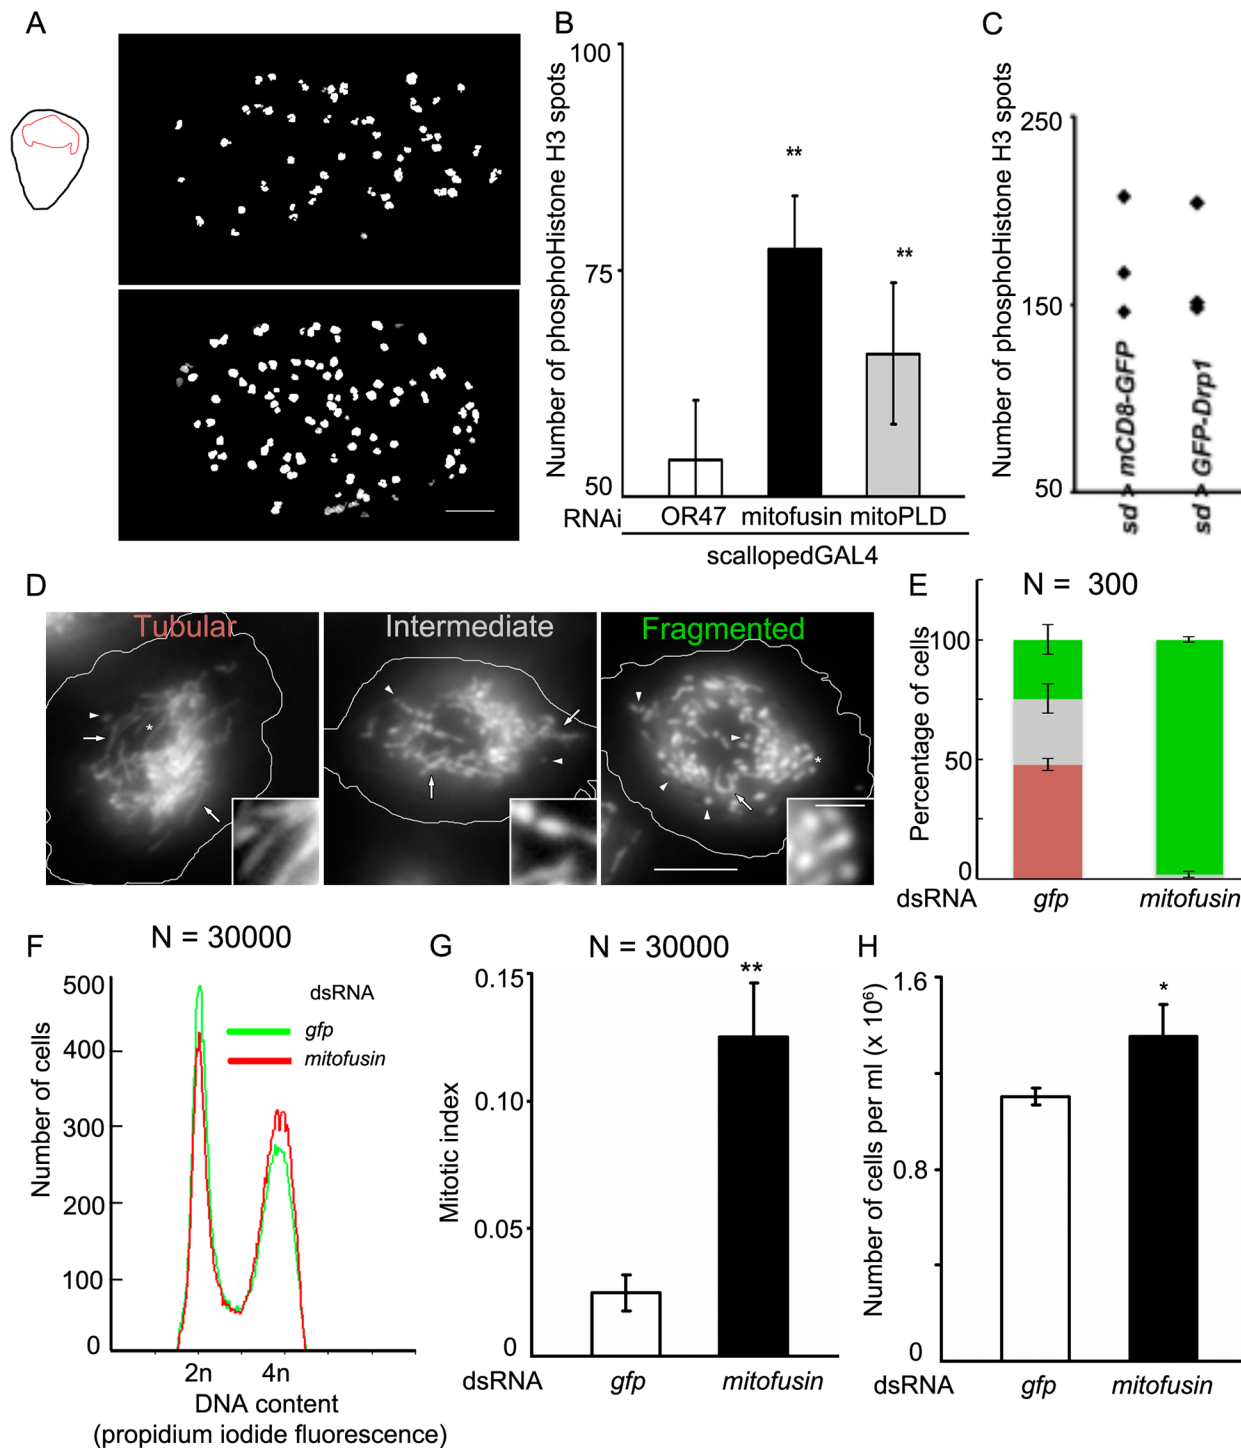 A
B
Number of phosphoHistone H3 spots
100
75
50
**
**
RNAi
OR47 mitofusin mitoPLD
scallopedGAL4
C
Number of phosphoHistone H3 spots
250
150
50
sd > mCD8-GFP
sd > GFP-Drp1
D
Tubular
Intermediate
Fragmented
*
*
E
N = 300
Percentage of cells
100
50
0
dsRNA gfp mitofusin
F
N = 30000
Number of cells
500
400
300
200
100
0
dsRNA
gfp
mitofusin
2n 4n
DNA content
(propidium iodide fluorescence)
G
N = 30000
Mitotic index
0.15
0.10
0.05
0
**
dsRNA gfp mitofusin
H
Number of cells per ml (x 10⁶)
1.6
0.8
0
*
dsRNA gfp mitofusin